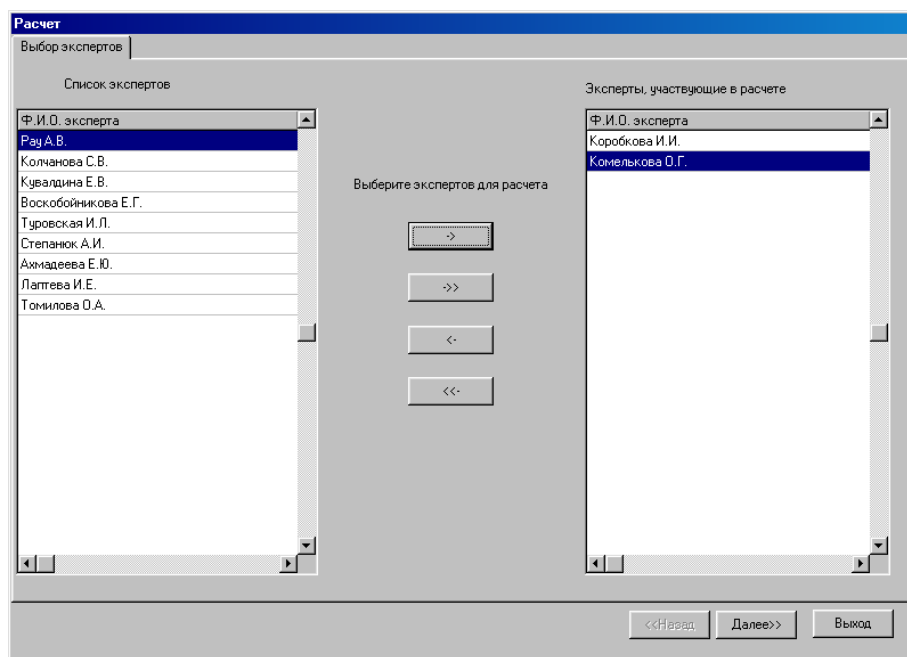 Расчет
Выбор экспертов
Список экспертов
Ф.И.О. эксперта
Рау А.В.
Колчанова С.В.
Кувалдина Е.В.
Воскобойникова Е.Г.
Туровская И.Л.
Степанюк А.И.
Ахмадеева Е.Ю.
Лаптева И.Е.
Томилова О.А.
Выберите экспертов для расчета
->
->>
<-
<<-
Эксперты, участвующие в расчете
Ф.И.О. эксперта
Коробкова И.И.
Комелькова О.Г.
<<Назад
Далее>>
Выход